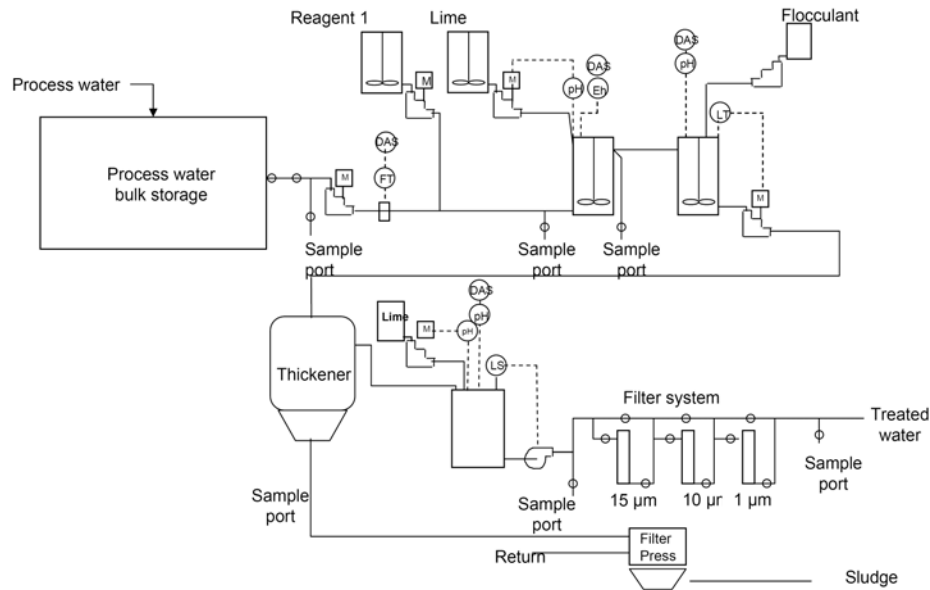 Reagent 1
Lime
Flocculant
Process water
M
M
DAS
pH
DAS
Eh
DAS
pH
LT
Process water
bulk storage
DAS
M
FT
M
Sample
port
Sample
port
Sample
port
DAS
Lime
M
pH
pH
LS
Thickener
Filter system
Treated
water
Sample
port
Sample
port
Sample
port
15 µm
10 µr
1 µm
Filter
Press
Return
Sludge